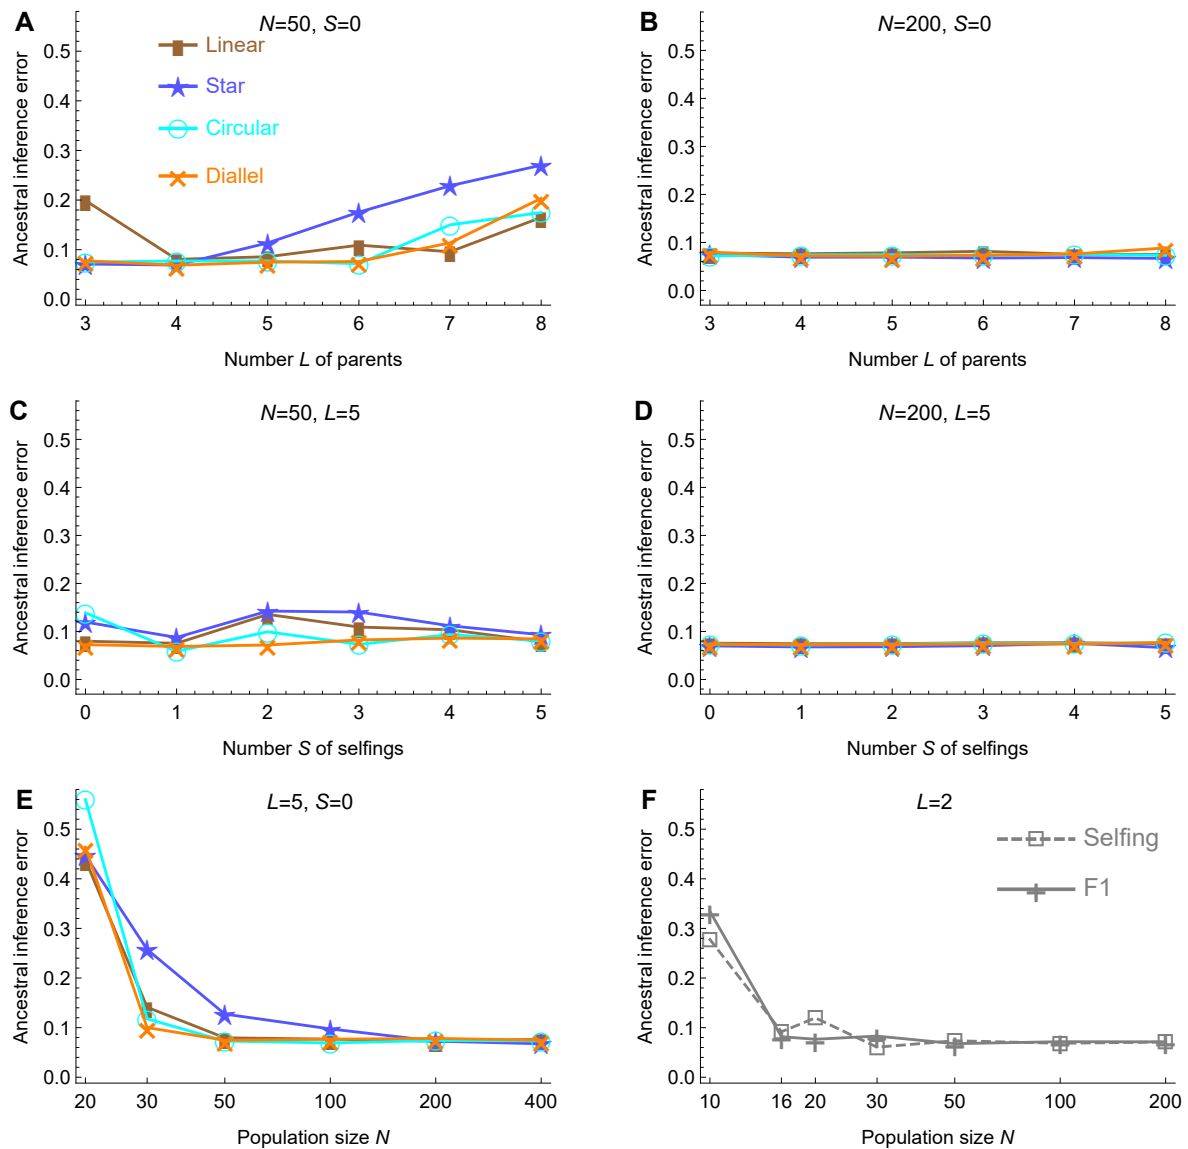 A
N=50, S=0
Ancestral inference error
0.5
0.4
0.3
0.2
0.1
0.0
Linear
Star
Circular
Diallel
3 4 5 6 7 8
Number L of parents
B
N=200, S=0
Ancestral inference error
0.5
0.4
0.3
0.2
0.1
0.0
3 4 5 6 7 8
Number L of parents
C
N=50, L=5
Ancestral inference error
0.5
0.4
0.3
0.2
0.1
0.0
0 1 2 3 4 5
Number S of selfings
D
N=200, L=5
Ancestral inference error
0.5
0.4
0.3
0.2
0.1
0.0
0 1 2 3 4 5
Number S of selfings
E
L=5, S=0
Ancestral inference error
0.5
0.4
0.3
0.2
0.1
0.0
20 30 50 100 200 400
Population size N
F
L=2
Ancestral inference error
0.5
0.4
0.3
0.2
0.1
0.0
Selfing
F1
10 16 20 30 50 100 200
Population size N